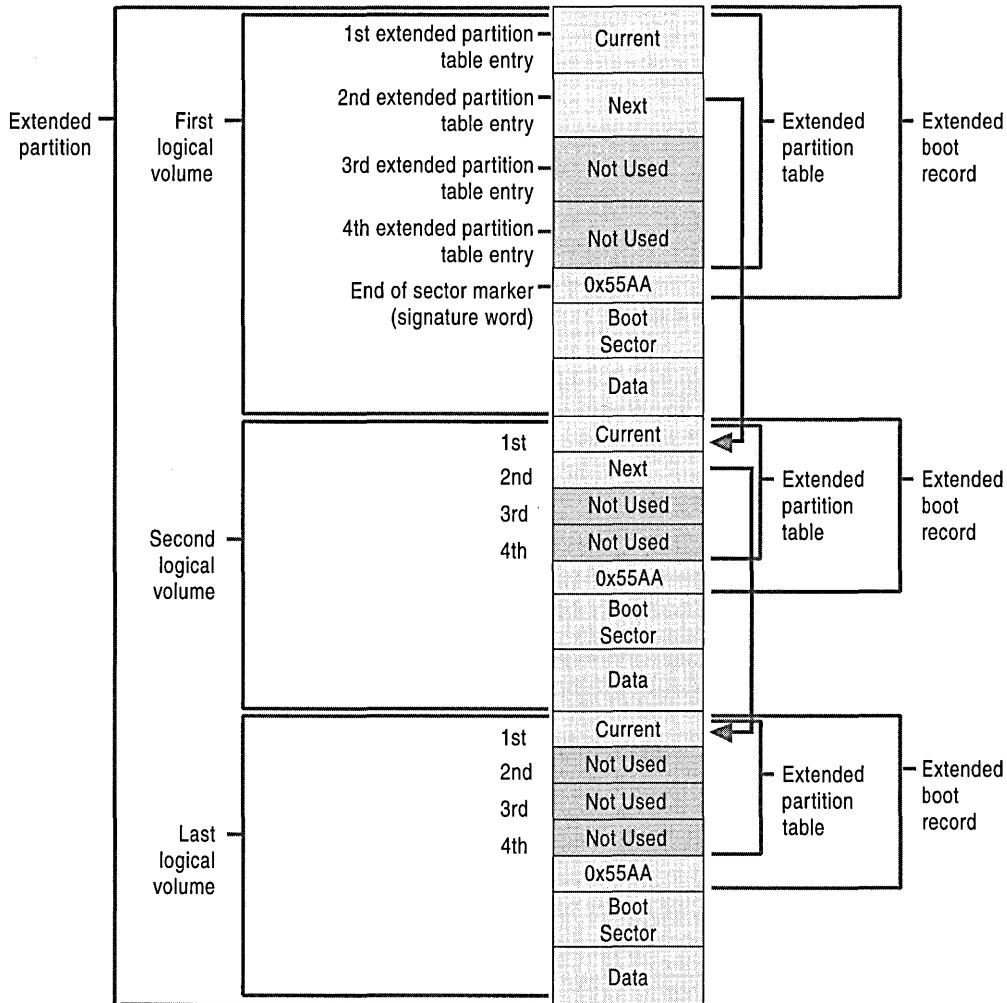 Extended
partition
First
logical
volume
1st extended partition
table entry
2nd extended partition
table entry
3rd extended partition
table entry
4th extended partition
table entry
End of sector marker
(signature word)
Current
Next
Not Used
Not Used
0x55AA
Boot
Sector
Data
Extended
partition
table
Extended
boot
record
Second
logical
volume
1st
2nd
3rd
4th
Current
Next
Not Used
Not Used
0x55AA
Boot
Sector
Data
Extended
partition
table
Extended
boot
record
Last
logical
volume
1st
2nd
3rd
4th
Current
Not Used
Not Used
Not Used
0x55AA
Boot
Sector
Data
Extended
partition
table
Extended
boot
record